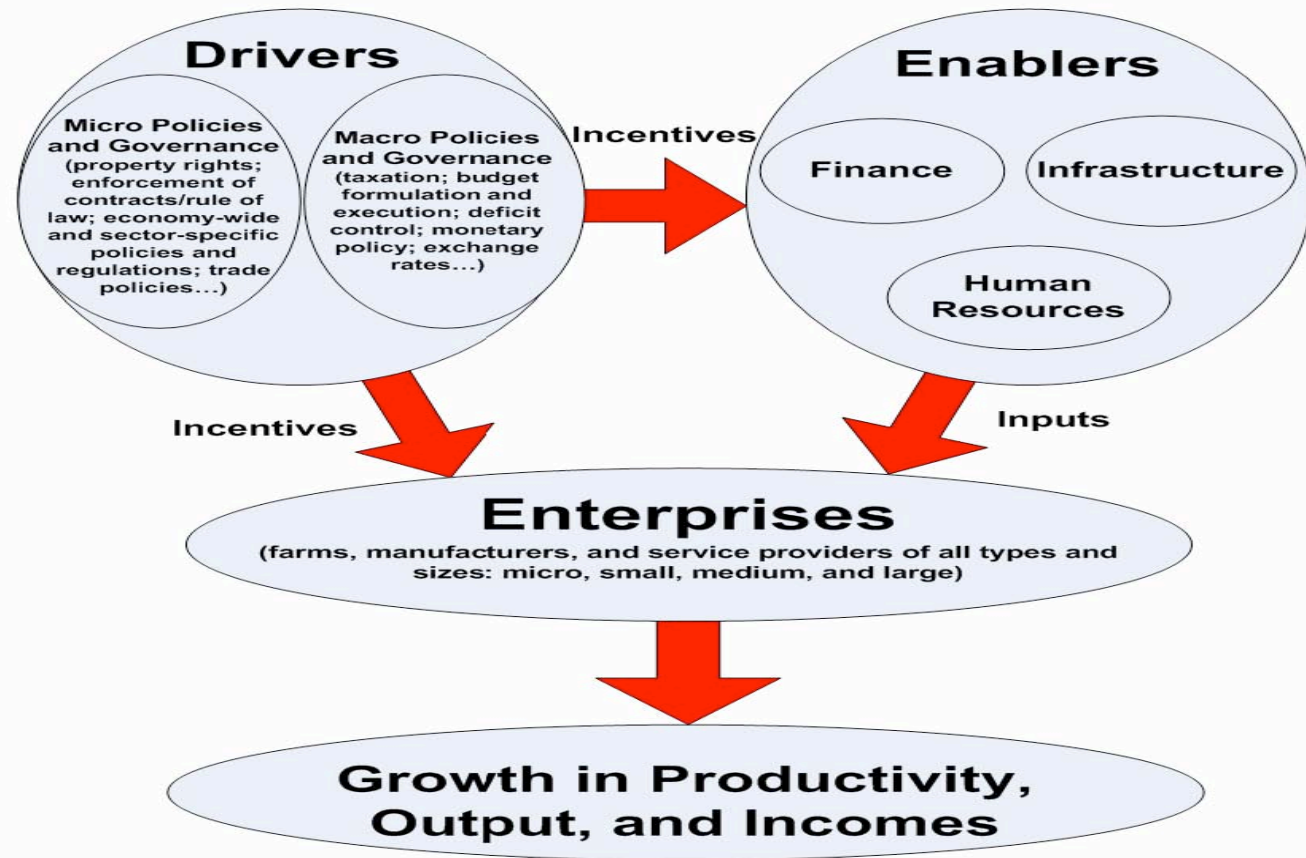 Drivers
Micro Policies
and Governance
(property rights;
enforcement of
contracts/rule of
law; economy-wide
and sector-specific
policies and
regulations; trade
policies...)
Macro Policies
and Governance
(taxation; budget
formulation and
execution; deficit
control; monetary
policy; exchange
rates...)
Incentives
Enablers
Finance
Infrastructure
Human
Resources
Incentives
Inputs
Enterprises
(farms, manufacturers, and service providers of all types and
sizes: micro, small, medium, and large)
Growth in Productivity,
Output, and Incomes